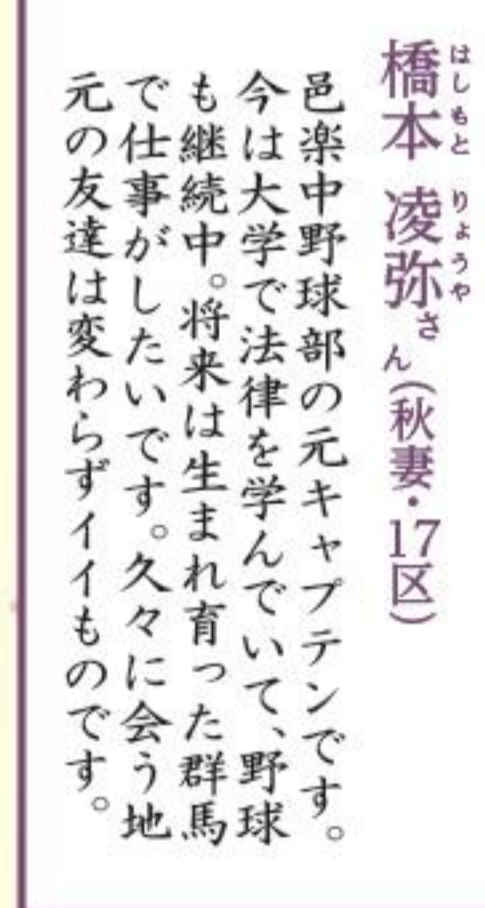 橋本 凌弥さん（秋妻・17区）
はしもと りょうや
邑楽中野球部の元キャプテンです。
今は大学で法律を学んでいて、野球
も継続中。将来は生まれ育った群馬
で仕事がしたいです。久々に会う地
元の友達は変わらずイイものです。